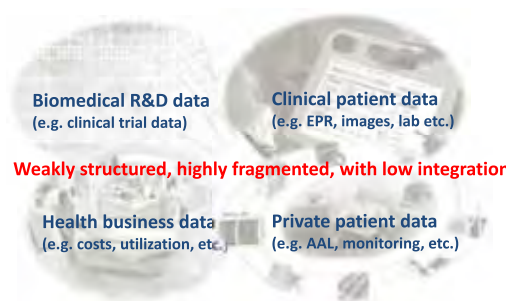 Biomedical R&D data
(e.g. clinical trial data)
Clinical patient data
(e.g. EPR, images, lab etc.)
Weakly structured, highly fragmented, with low integration
Health business data
(e.g. costs, utilization, etc.)
Private patient data
(e.g. AAL, monitoring, etc.)